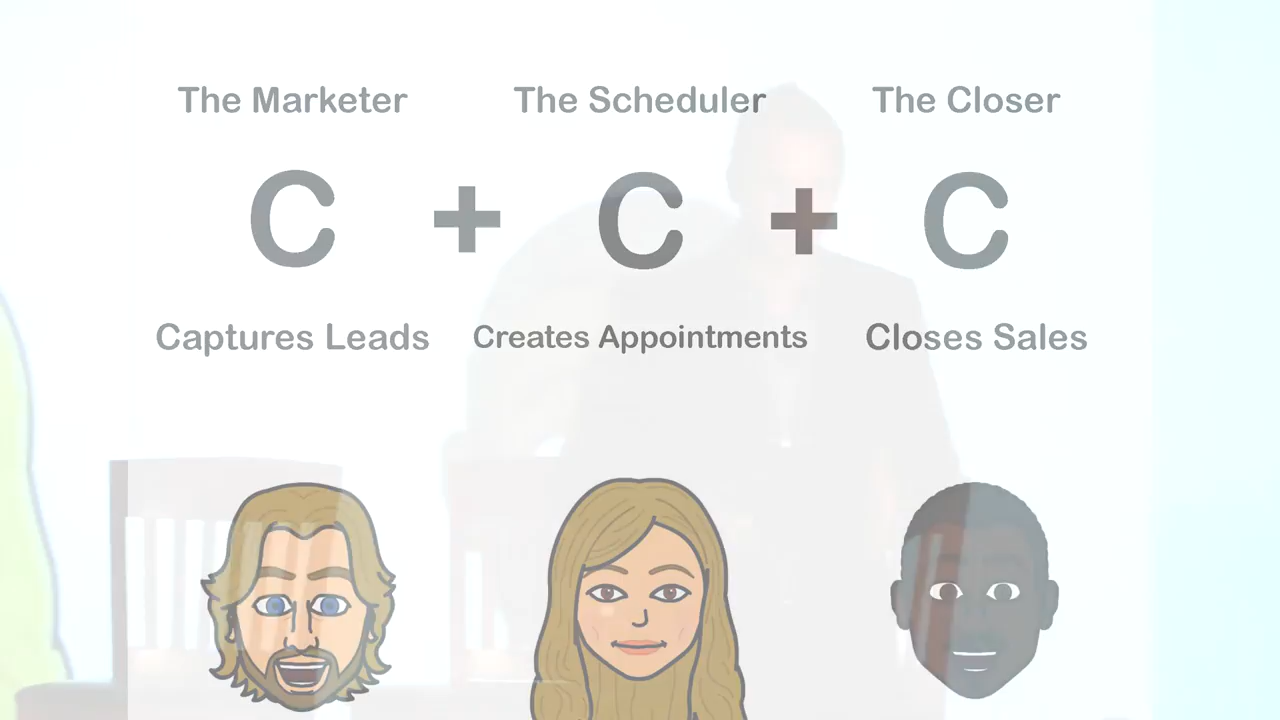 The Marketer The Scheduler The Closer
C + C + C
Captures Leads Creates Appointments Closes Sales